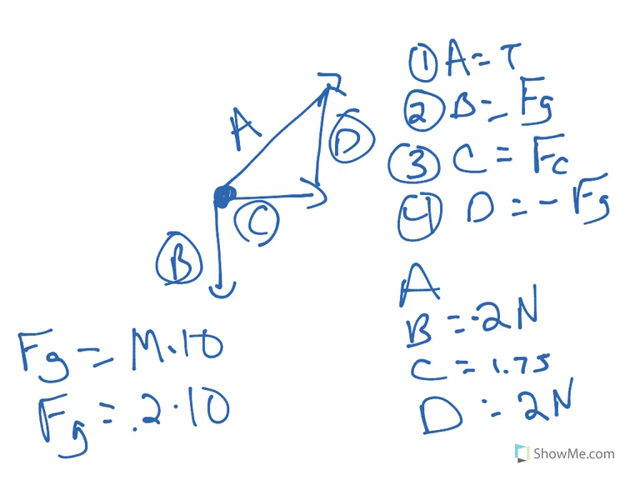 ① A = T
② B = Fg
③ C = Fc
④ D = - Fg
A
D
C
B
A
B = -2N
C = 1.75
D = 2N
Fg = M·10
Fg = .2·10
ShowMe.com